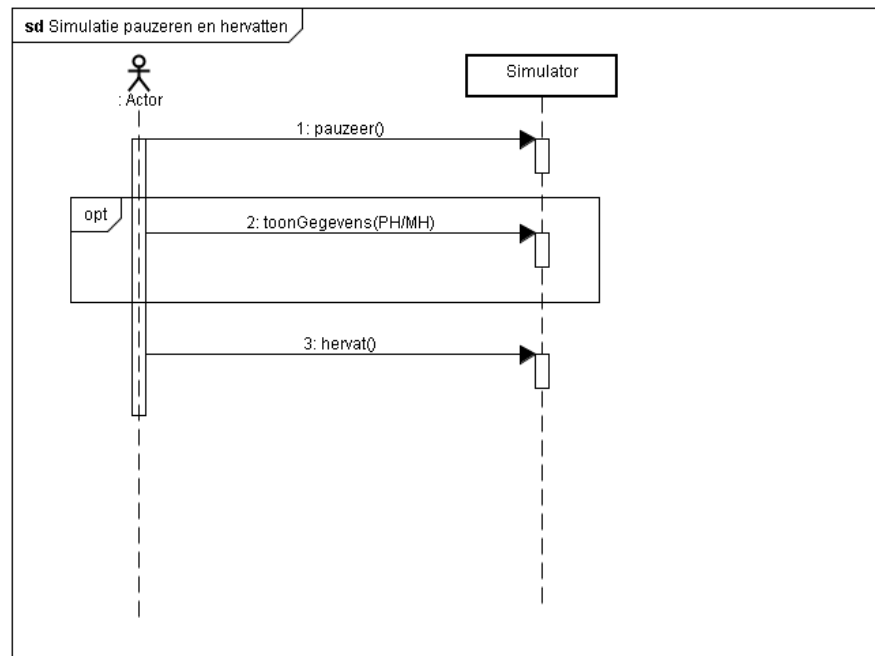 sd Simulatie pauzeren en hervatten
: Actor
Simulator
1: pauzeer()
opt
2: toonGegevens(PH/MH)
3: hervat()